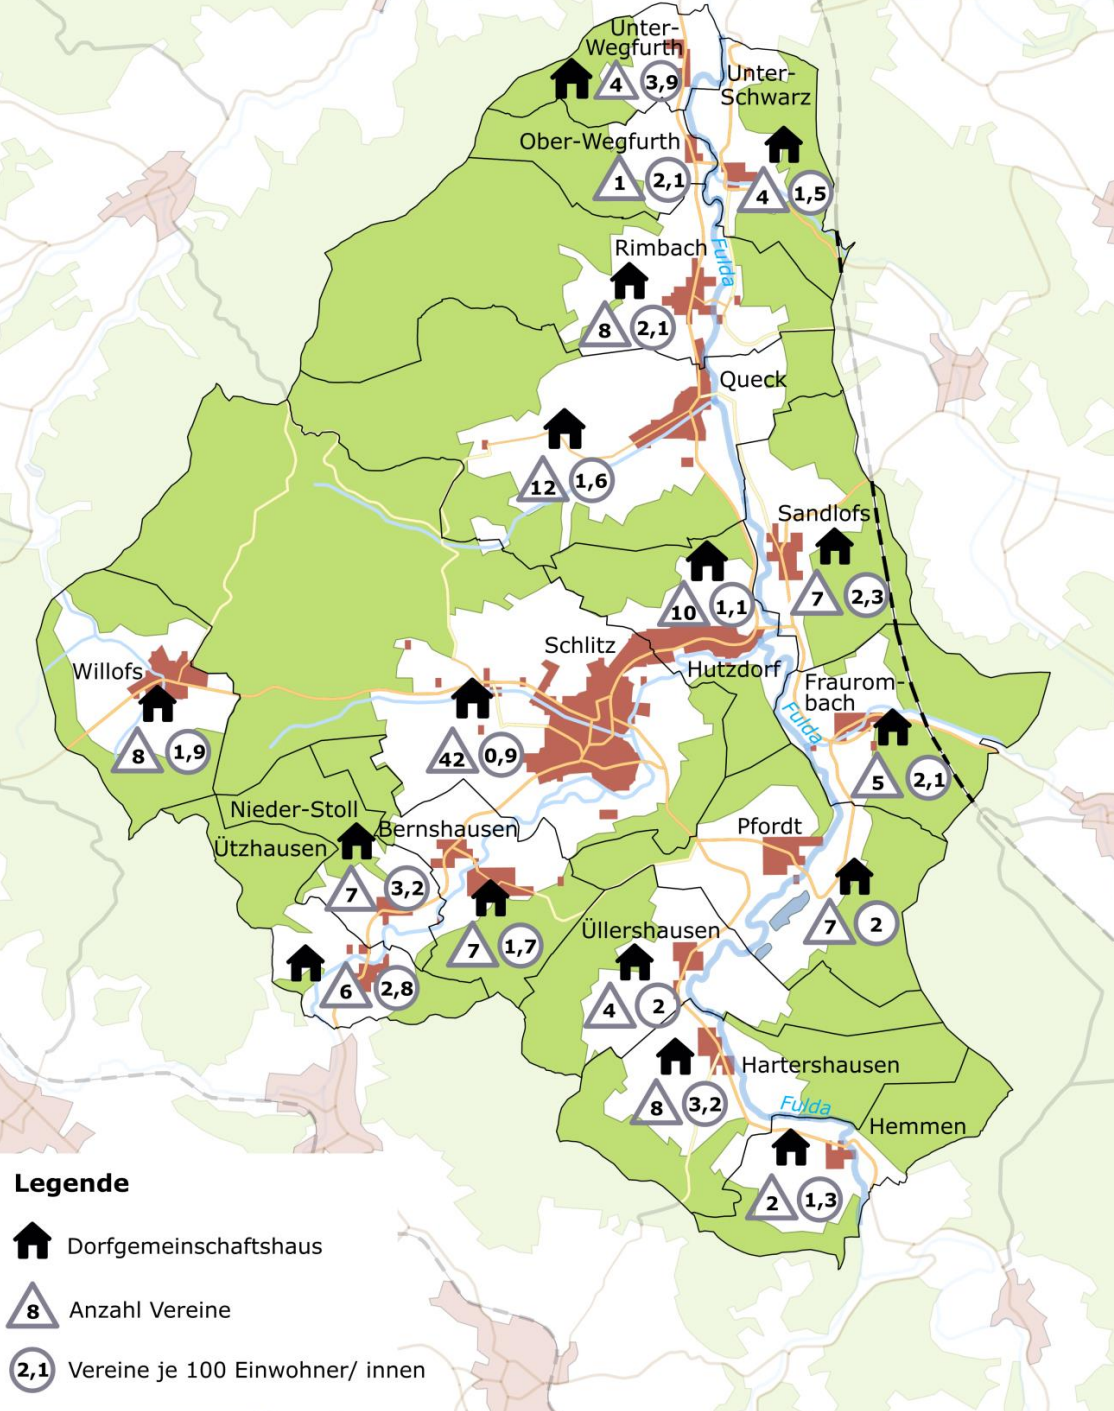 Unter-
Wegfurth
4
3,9
Unter-
Schwarz
4
1,5
Ober-Wegfurth
1
2,1
Rimbach
Fulda
8
2,1
Queck
12
1,6
Sandlofs
7
2,3
10
1,1
Hutzdorf
Schlitz
42
0,9
Willofs
8
1,9
Fraurom-
bach
Fulda
5
2,1
Nieder-Stoll
Bernshausen
Ützhausen
7
3,2
7
1,7
6
2,8
Pfordt
7
2
Üllershausen
4
2
Hartershausen
8
3,2
Fulda
Hemmen
2
1,3
Legende
Dorfgemeinschaftshaus
8 Anzahl Vereine
2,1 Vereine je 100 Einwohner/ innen